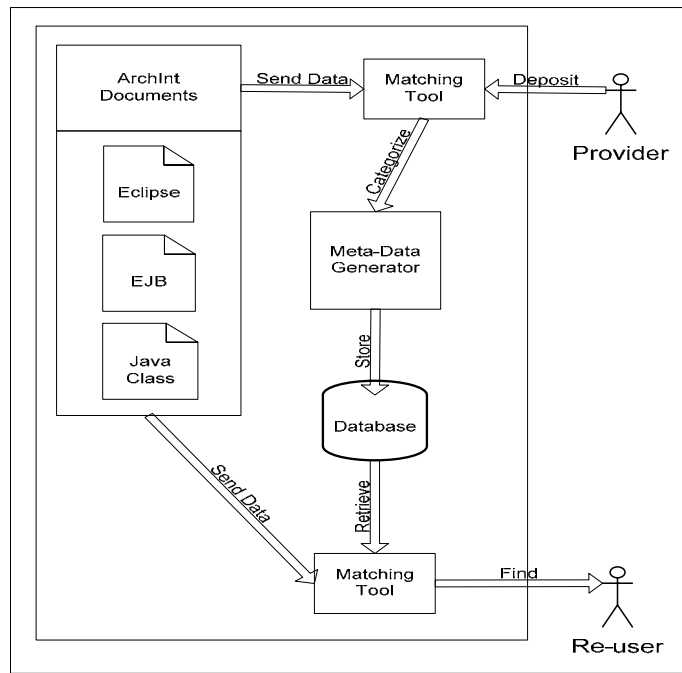 ArchInt
Documents
Send Data
Matching
Tool
Deposit
Provider
Categorize
Eclipse
Meta-Data
Generator
EJB
Store
Java
Class
Database
Send Data
Retrieve
Matching
Tool
Find
Re-user